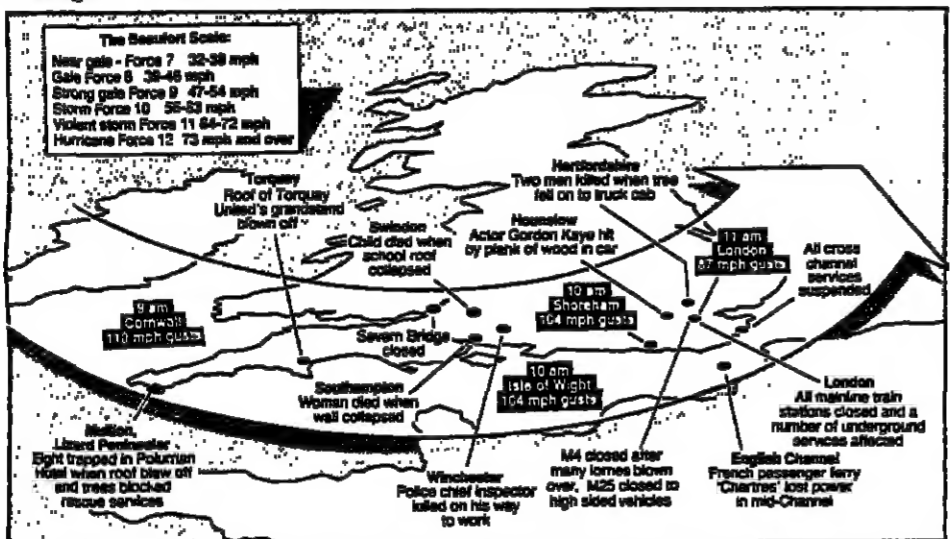 The Beaufort Scale:
Near gale - Force 7 32-38 mph
Gale Force 8 39-46 mph
Strong gale Force 9 47-54 mph
Storm Force 10 55-63 mph
Violent storm Force 11 64-72 mph
Hurricane Force 12 73 mph and over
Torquay
Roof of Torquay
United's grandstand
blown off
Swindon
Child died when
school roof
collapsed
Hertfordshire
Two men killed when tree
fell on to truck cab
Hounslow
Actor Gordon Kaye hit
by plank of wood in car
11 am
London
87 mph gusts
All cross
channel
services
suspended
9 am
Cornwall
mph gusts
Severn Bridge
closed
10 am
Shoreham
104 mph gusts
10 am
Isle of Wight
104 mph gusts
Southampton
Woman died when
wall collapsed
Mullion,
Lizard Peninsular
Eight trapped in Polurrian
Hotel when roof blew off
and trees blocked
rescue services
Winchester
Police chief inspector
killed on his way
to work
M4 closed after
many lorries blown
over, M25 closed to
high sided vehicles
English Channel
French passenger ferry
'Chartres' lost power
in mid-Channel
London
All mainline train
stations closed and a
number of underground
services affected